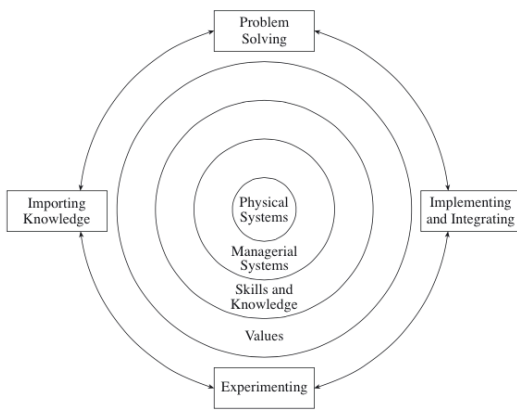 Problem
Solving
Importing
Knowledge
Physical
Systems
Implementing
and Integrating
Managerial
Systems
Skills and
Knowledge
Values
Experimenting